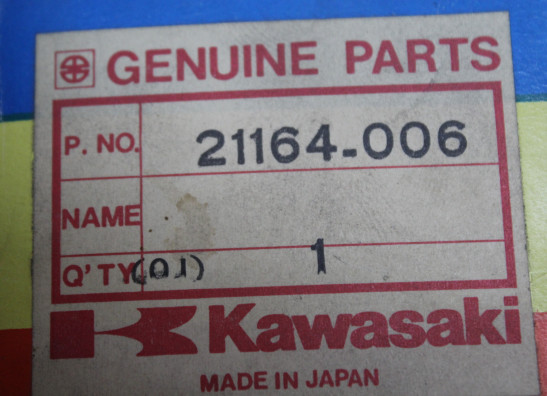 GENUINE PARTS
P. NO. 21164-006
NAME
Q'TY 1
Kawasaki
MADE IN JAPAN